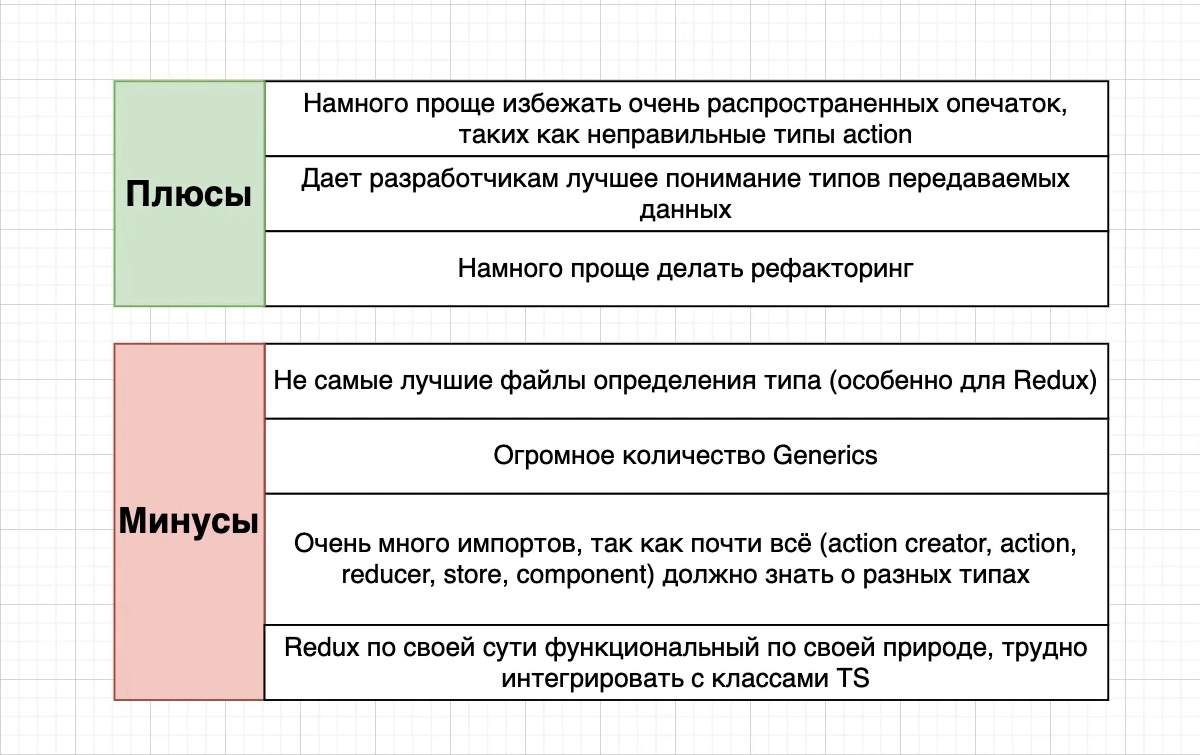 Плюсы
Намного проще избежать очень распространенных опечаток,
таких как неправильные типы action
Дает разработчикам лучшее понимание типов передаваемых
данных
Намного проще делать рефакторинг
Минусы
Не самые лучшие файлы определения типа (особенно для Redux)
Огромное количество Generics
Очень много импортов, так как почти всё (action creator, action,
reducer, store, component) должно знать о разных типах
Redux по своей сути функциональный по своей природе, трудно
интегрировать с классами TS